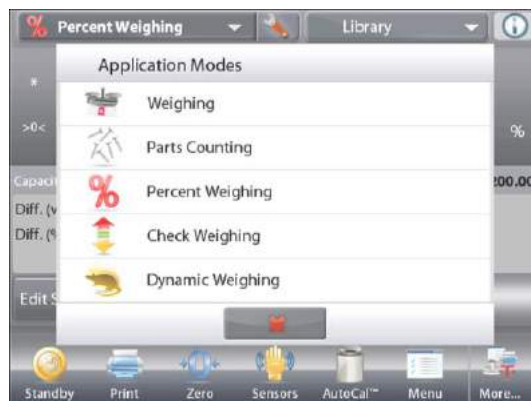 Percent Weighing
Library
Application Modes
*
Weighing
>0<
Parts Counting
%
Percent Weighing
200.00
Diff. (
Diff. (%
Check Weighing
Dynamic Weighing
Edit
Standby
Print
Zero
Sensors
AutoCal™
Menu
More...